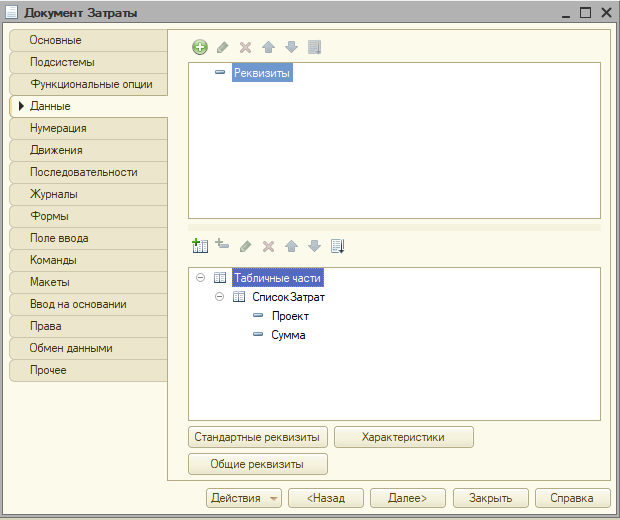 Документ Затраты
Основные
Подсистемы
Функциональные опции
Данные
Нумерация
Движения
Последовательности
Журналы
Формы
Поле ввода
Команды
Макеты
Ввод на основании
Права
Обмен данными
Прочее
Реквизиты
Табличные части
СписокЗатрат
Проект
Сумма
Стандартные реквизиты
Характеристики
Общие реквизиты
Действия
<Назад
Далее>
Закрыть
Справка